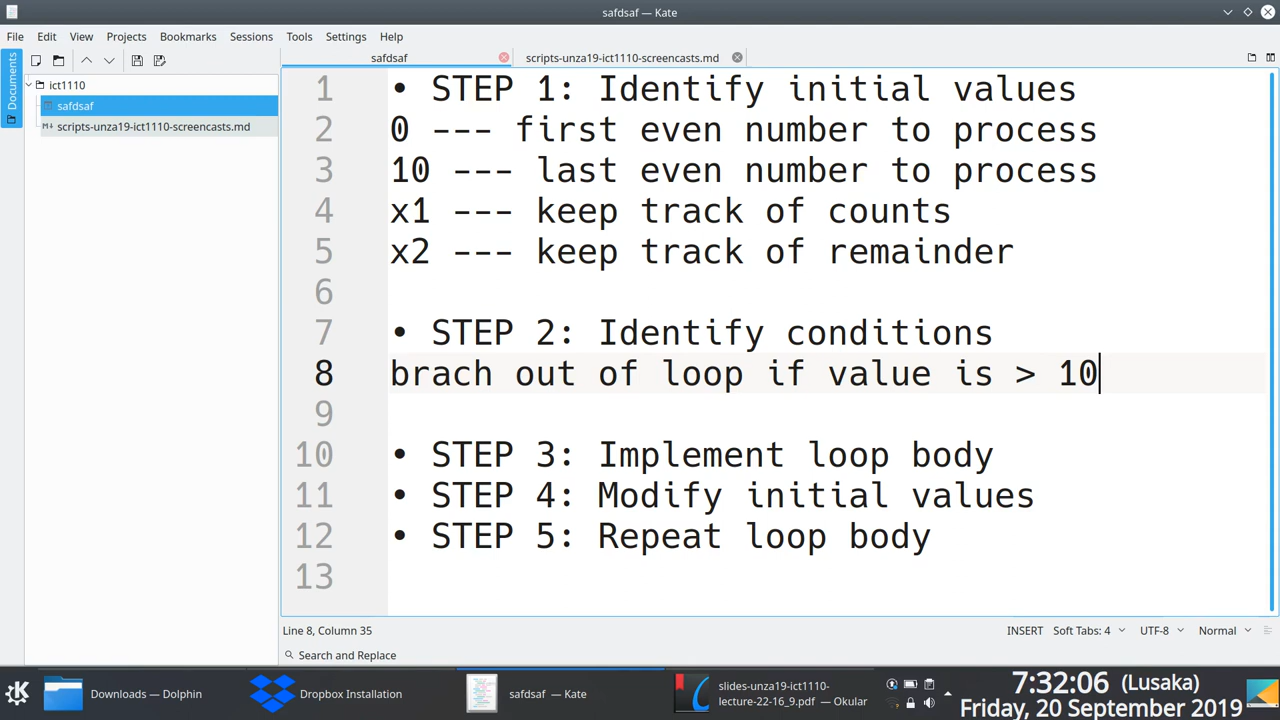 safdsaf — Kate
File Edit View Projects Bookmarks Sessions Tools Settings Help
Documents
ict1110
safdsaf
scripts-unza19-ict1110-screencasts.md
safdsaf
scripts-unza19-ict1110-screencasts.md
1 • STEP 1: Identify initial values
2 0 --- first even number to process
3 10 --- last even number to process
4 x1 --- keep track of counts
5 x2 --- keep track of remainder
6
7 • STEP 2: Identify conditions
8 brach out of loop if value is > 10
9
10 • STEP 3: Implement loop body
11 • STEP 4: Modify initial values
12 • STEP 5: Repeat loop body
13
Line 8, Column 35 INSERT Soft Tabs: 4 UTF-8 Normal
Search and Replace
Downloads — Dolphin
Dropbox Installation
safdsaf — Kate
slides-unza19-ict1110-
lecture-22-16_9.pdf — Okular
7:32:06 (Lusaka)
Friday, 20 September 2019